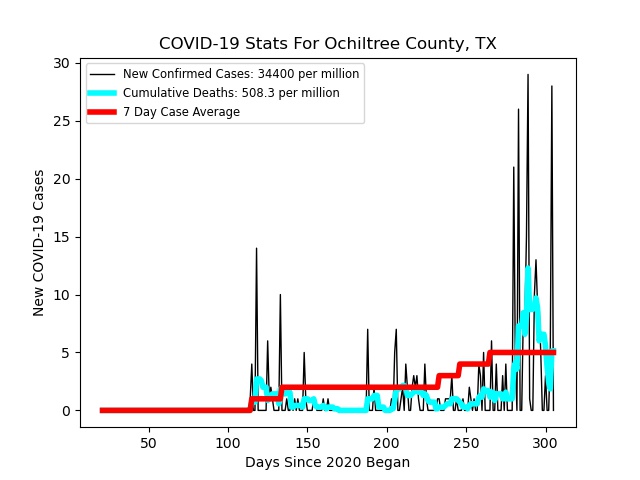 COVID-19 Stats For Ochiltree County, TX
New Confirmed Cases: 34400 per million
Cumulative Deaths: 508.3 per million
7 Day Case Average
New COVID-19 Cases
30
25
20
15
10
5
0
50 100 150 200 250 300
Days Since 2020 Began